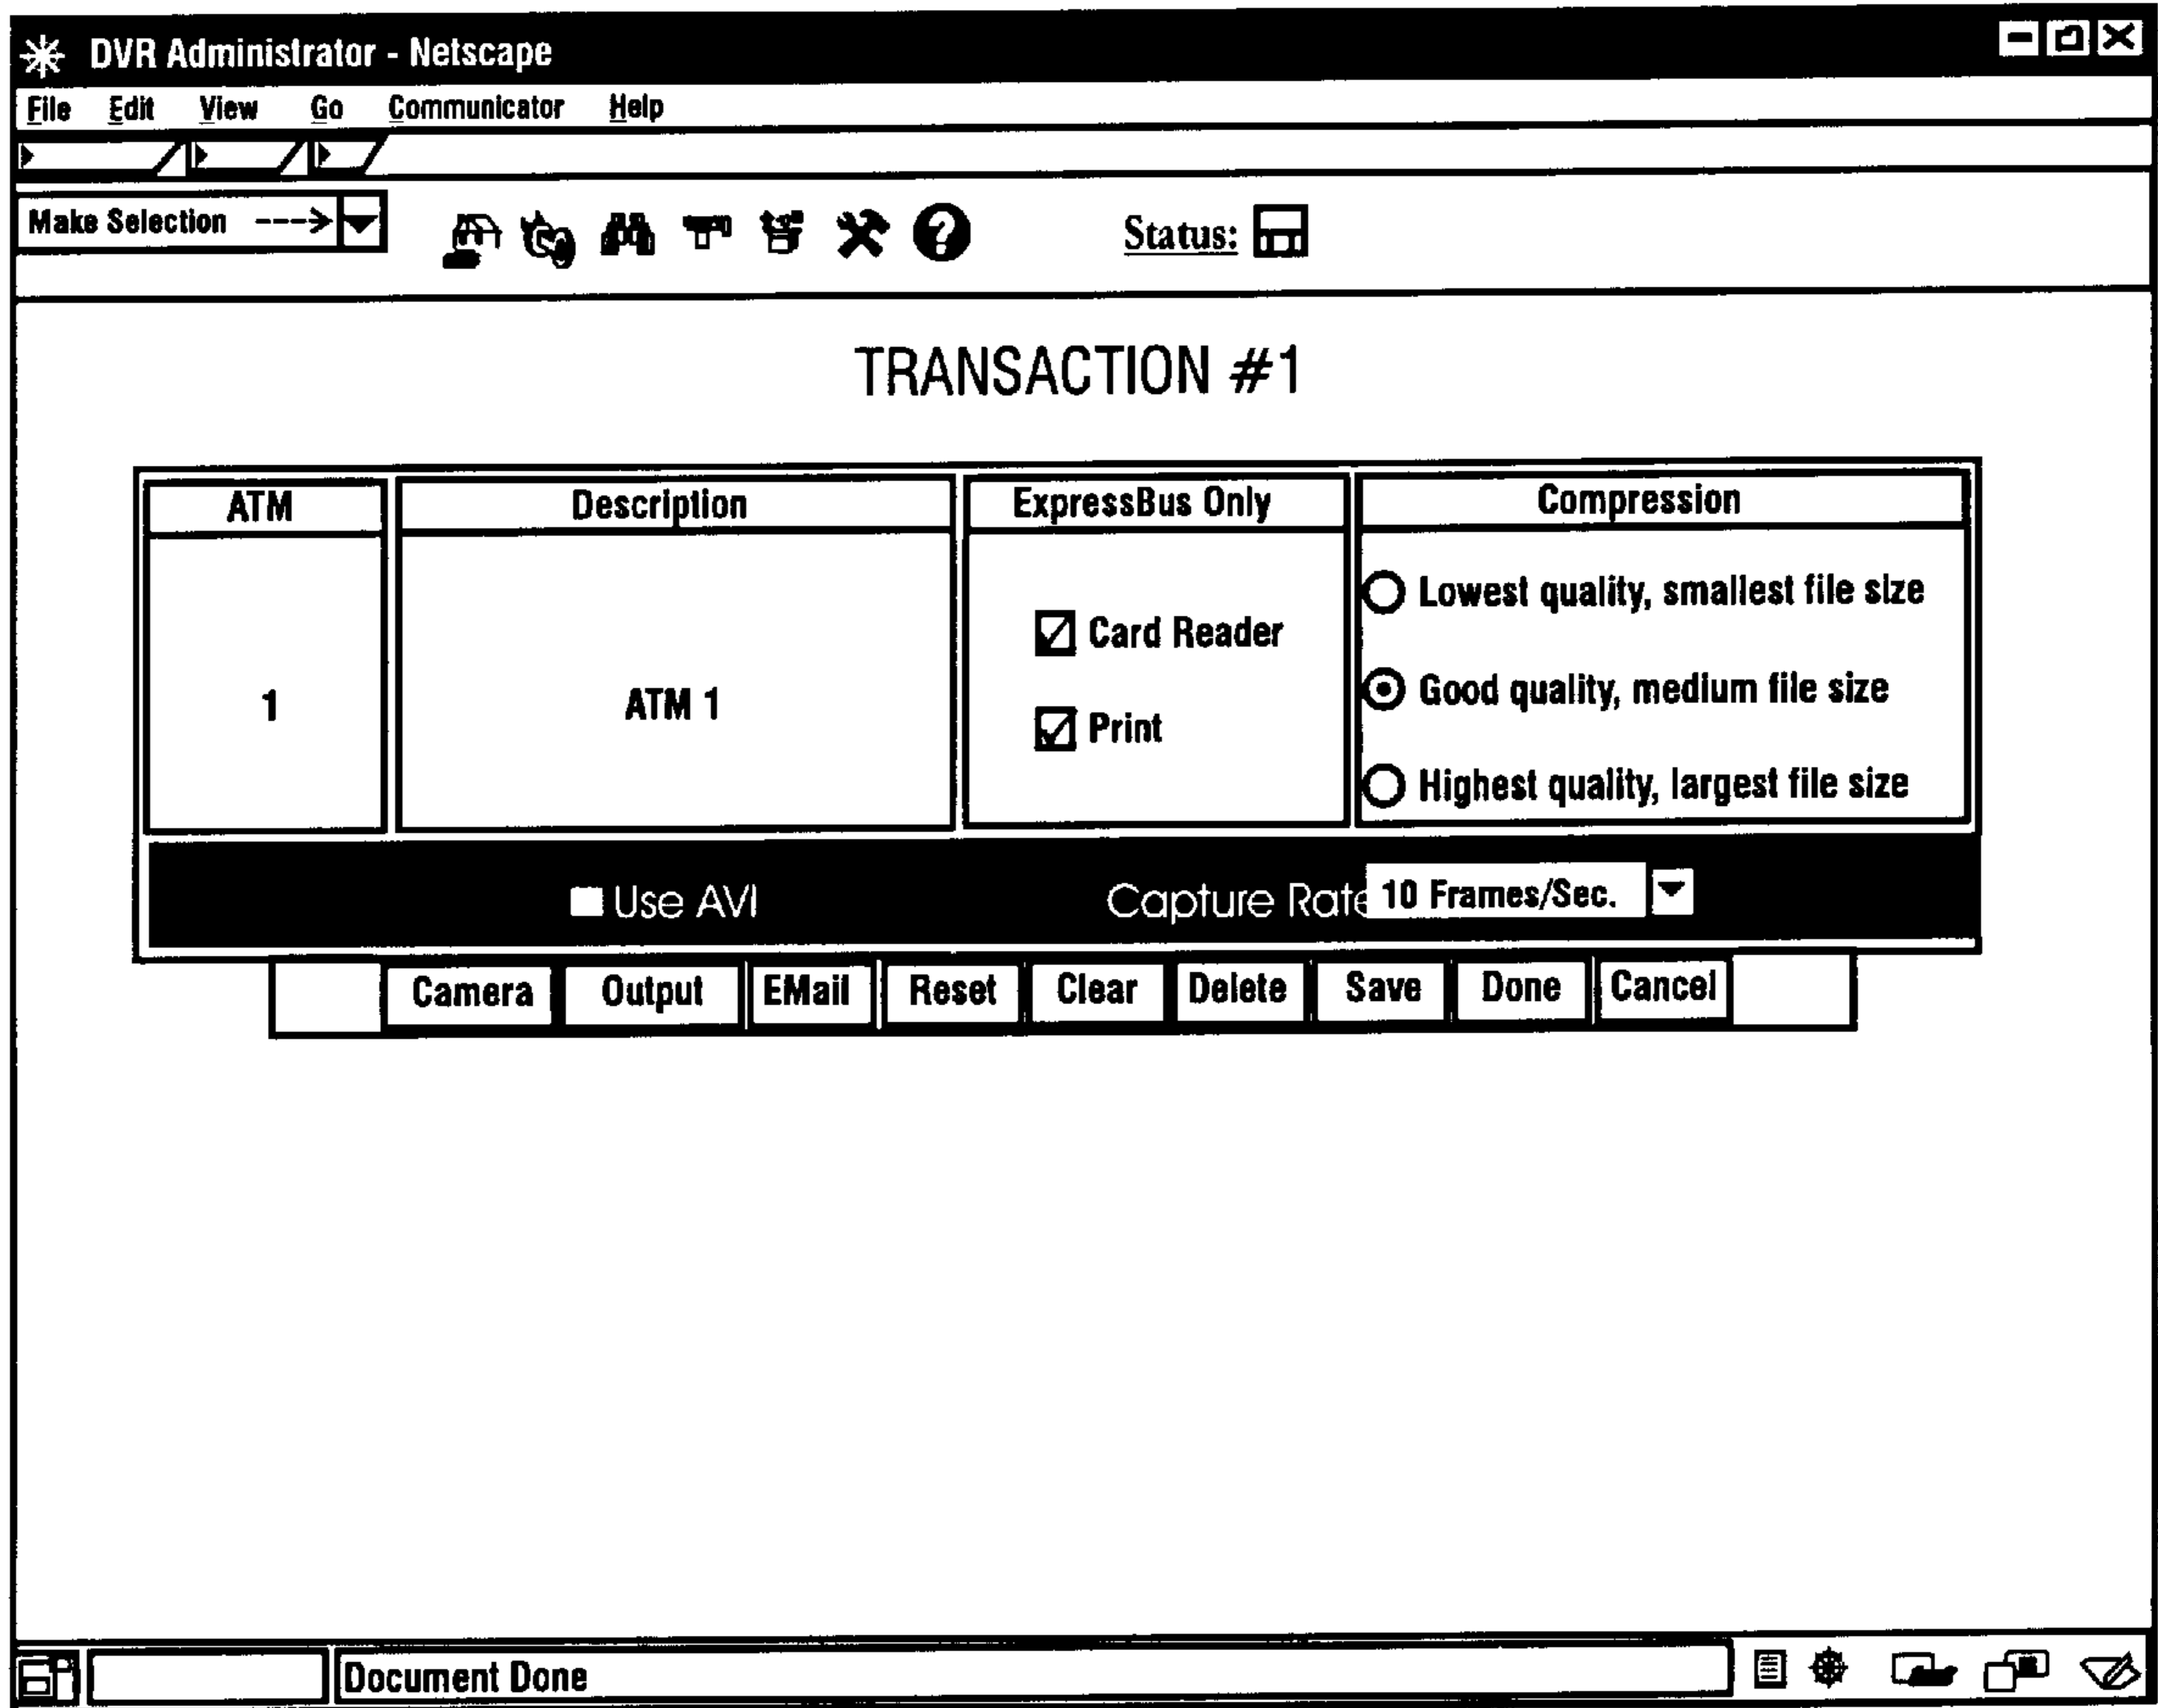 DVR Administrator - Netscape
File Edit View Go Communicator Help
Make Selection ---->
Status:
TRANSACTION #1
ATM Description ExpressBus Only Compression
Lowest quality, smallest file size
Card Reader
Good quality, medium file size
1 ATM 1
Print
Highest quality, largest file size
Use AVI Capture Rate 10 Frames/Sec.
Camera Output EMail Reset Clear Delete Save Done Cancel
Document Done